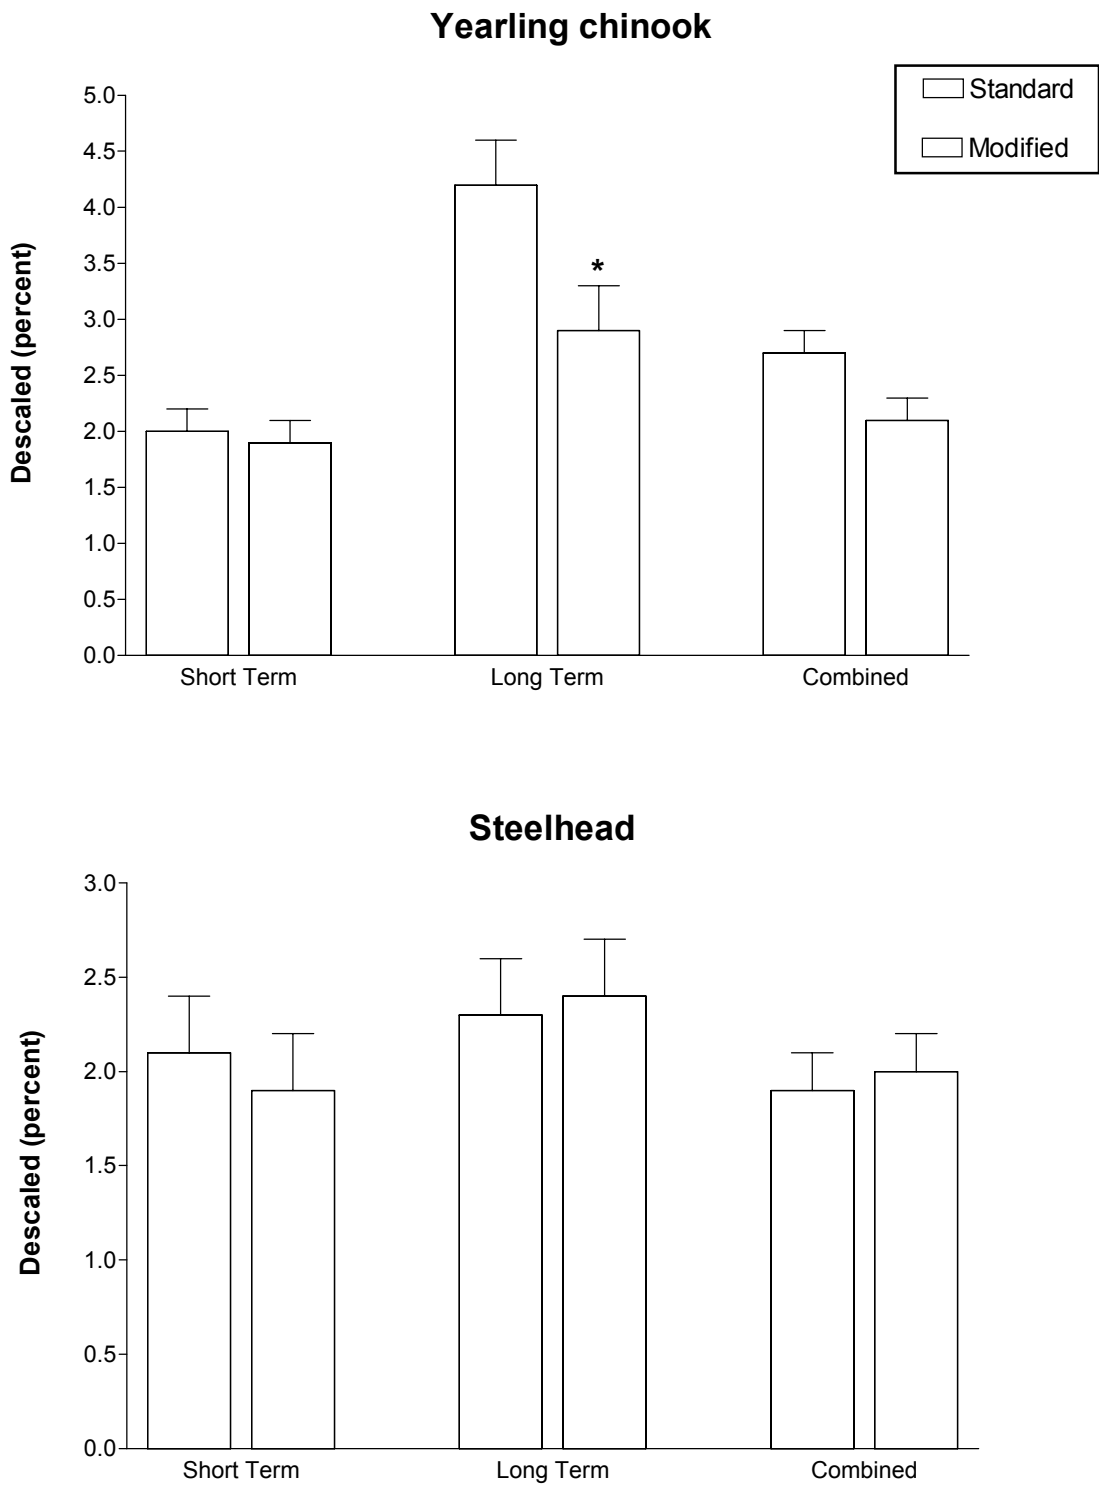 Yearling chinook
Standard
Modified
Descaled (percent)
5.0
4.5
4.0
3.5
*
3.0
2.5
2.0
1.5
1.0
0.5
0.0
Short Term Long Term Combined
Steelhead
Descaled (percent)
3.0
2.5
2.0
1.5
1.0
0.5
0.0
Short Term Long Term Combined